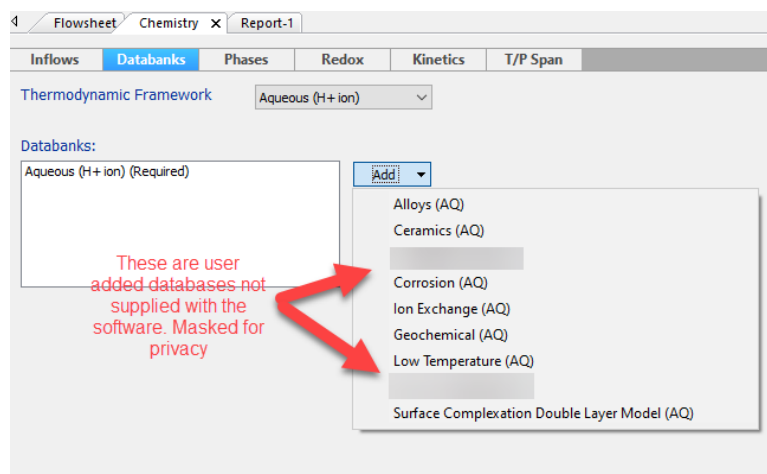 Flowsheet Chemistry X Report-1
Inflows Databanks Phases Redox Kinetics T/P Span
Thermodynamic Framework Aqueous (H+ ion)
Databanks:
Aqueous (H+ ion) (Required)
Add
Alloys (AQ)
Ceramics (AQ)
Corrosion (AQ)
Ion Exchange (AQ)
Geochemical (AQ)
Low Temperature (AQ)
Surface Complexation Double Layer Model (AQ)
These are user
added databases not
supplied with the
software. Masked for
privacy